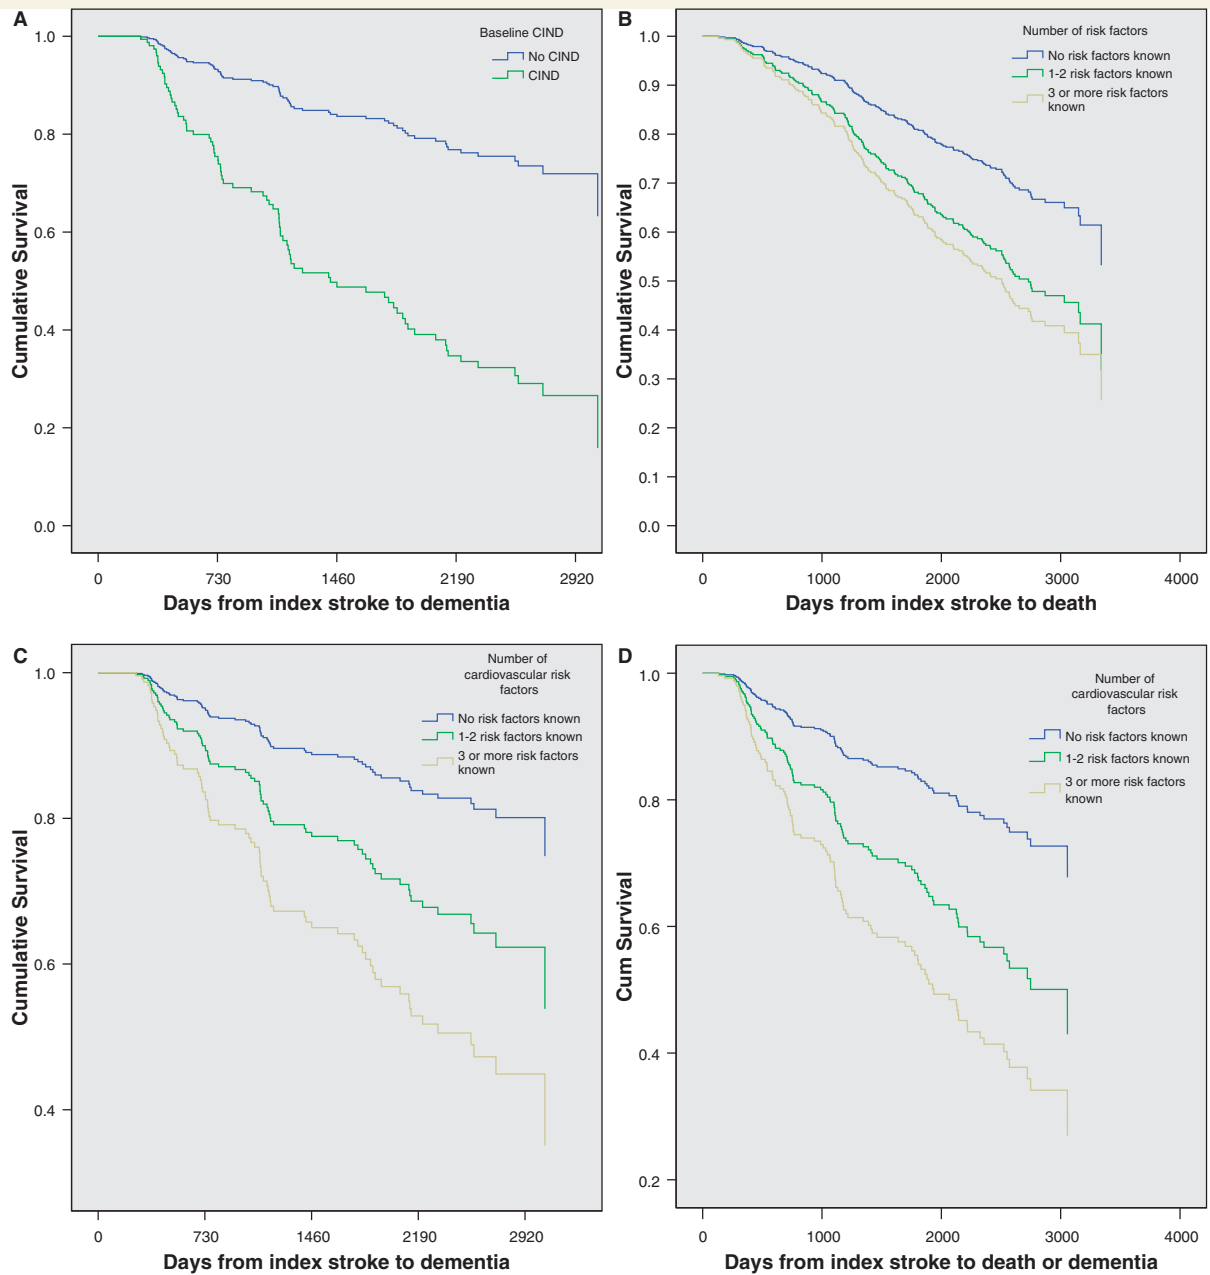 A
Baseline CIND
No CIND
CIND
1.0
0.8
0.6
0.4
0.2
0.0
Cumulative Survival
0 730 1460 2190 2920
Days from index stroke to dementia
B
Number of risk factors
No risk factors known
1-2 risk factors known
3 or more risk factors
known
1.0
0.9
0.8
0.7
0.6
0.5
0.4
0.3
0.2
0.1
0.0
Cumulative Survival
0 1000 2000 3000 4000
Days from index stroke to death
C
Number of
cardiovascular risk
factors
No risk factors known
1-2 risk factors known
3 or more risk factors
known
1.0
0.8
0.6
0.4
Cumulative Survival
0 730 1460 2190 2920
Days from index stroke to dementia
D
Number of
cardiovascular risk
factors
No risk factors known
1-2 risk factors known
3 or more risk factors
known
1.0
0.8
0.6
0.4
0.2
Cum Survival
0 1000 2000 3000 4000
Days from index stroke to death or dementia